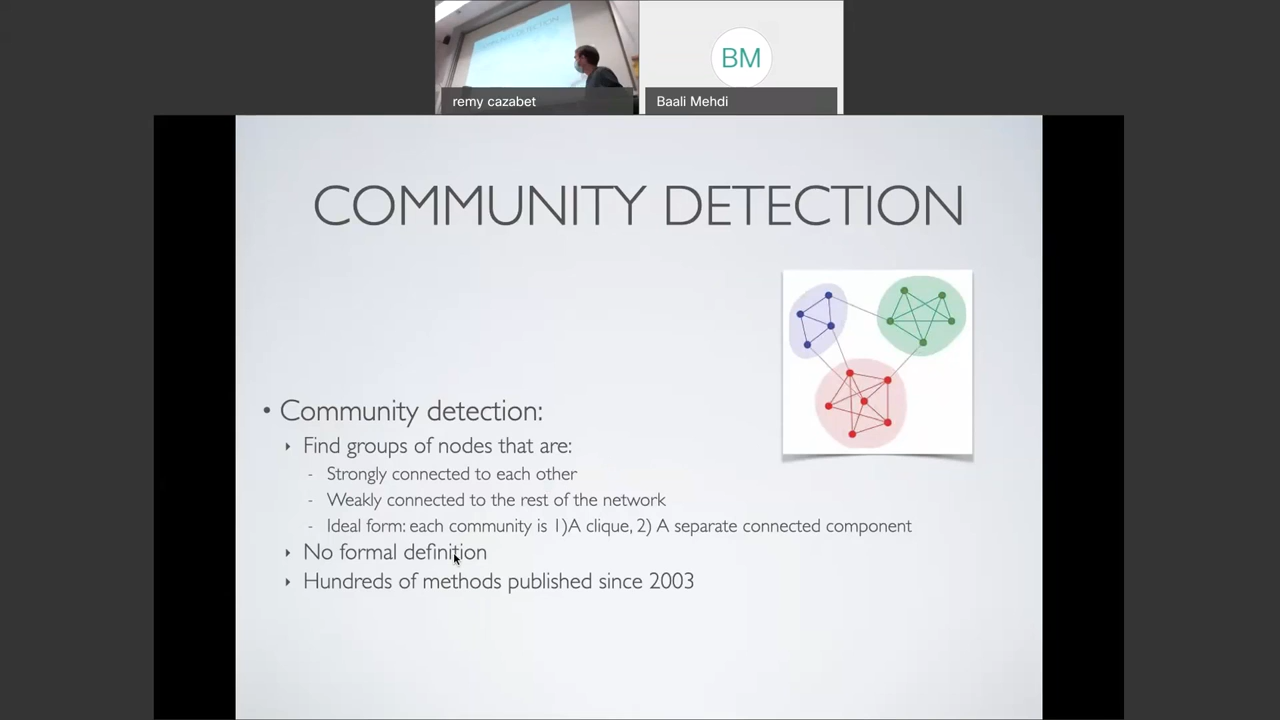 COMMUNITY DETECTION
remy cazabet
BM
Baali Mehdi
COMMUNITY DETECTION
• Community detection:
‣ Find groups of nodes that are:
- Strongly connected to each other
- Weakly connected to the rest of the network
- Ideal form: each community is 1)A clique, 2) A separate connected component
‣ No formal definition
‣ Hundreds of methods published since 2003